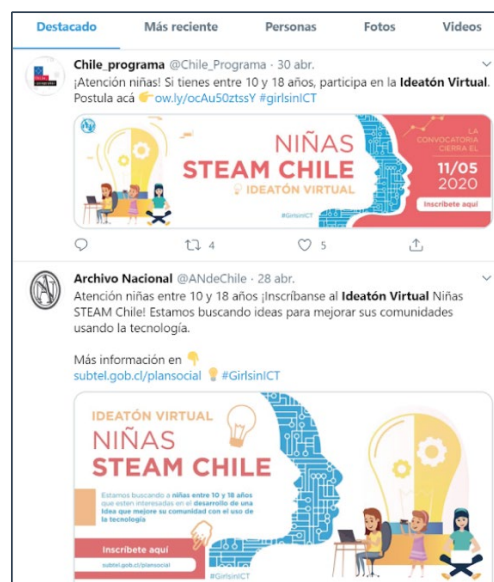 Destacado Más reciente Personas Fotos Videos
Chile_programa @Chile_Programa · 30 abr.
¡Atención niñas! Si tienes entre 10 y 18 años, participa en la Ideatón Virtual.
Postula acá 👉ow.ly/ocAu50ztssY #girlsinICT
NIÑAS
STEAM CHILE
IDEATÓN VIRTUAL
#GirlsinICT
LA
CONVOCATORIA
CIERRA EL
11/05
2020
Inscríbete aquí
4 5
Archivo Nacional @ANdeChile · 28 abr.
Atención niñas entre 10 y 18 años ¡Inscríbanse al Ideatón Virtual Niñas
STEAM Chile! Estamos buscando ideas para mejorar sus comunidades
usando la tecnología.
Más información en 👇
subtel.gob.cl/plansocial 💡 #GirlsinICT
IDEATÓN VIRTUAL
NIÑAS
STEAM CHILE
Estamos buscando a niñas entre 10 y 18 años
que esten interesadas en el desarrollo de una
Idea que mejore su comunidad con el uso de
la tecnología
Inscríbete aquí
subtel.gob.cl/plansocial
#GirlsinICT